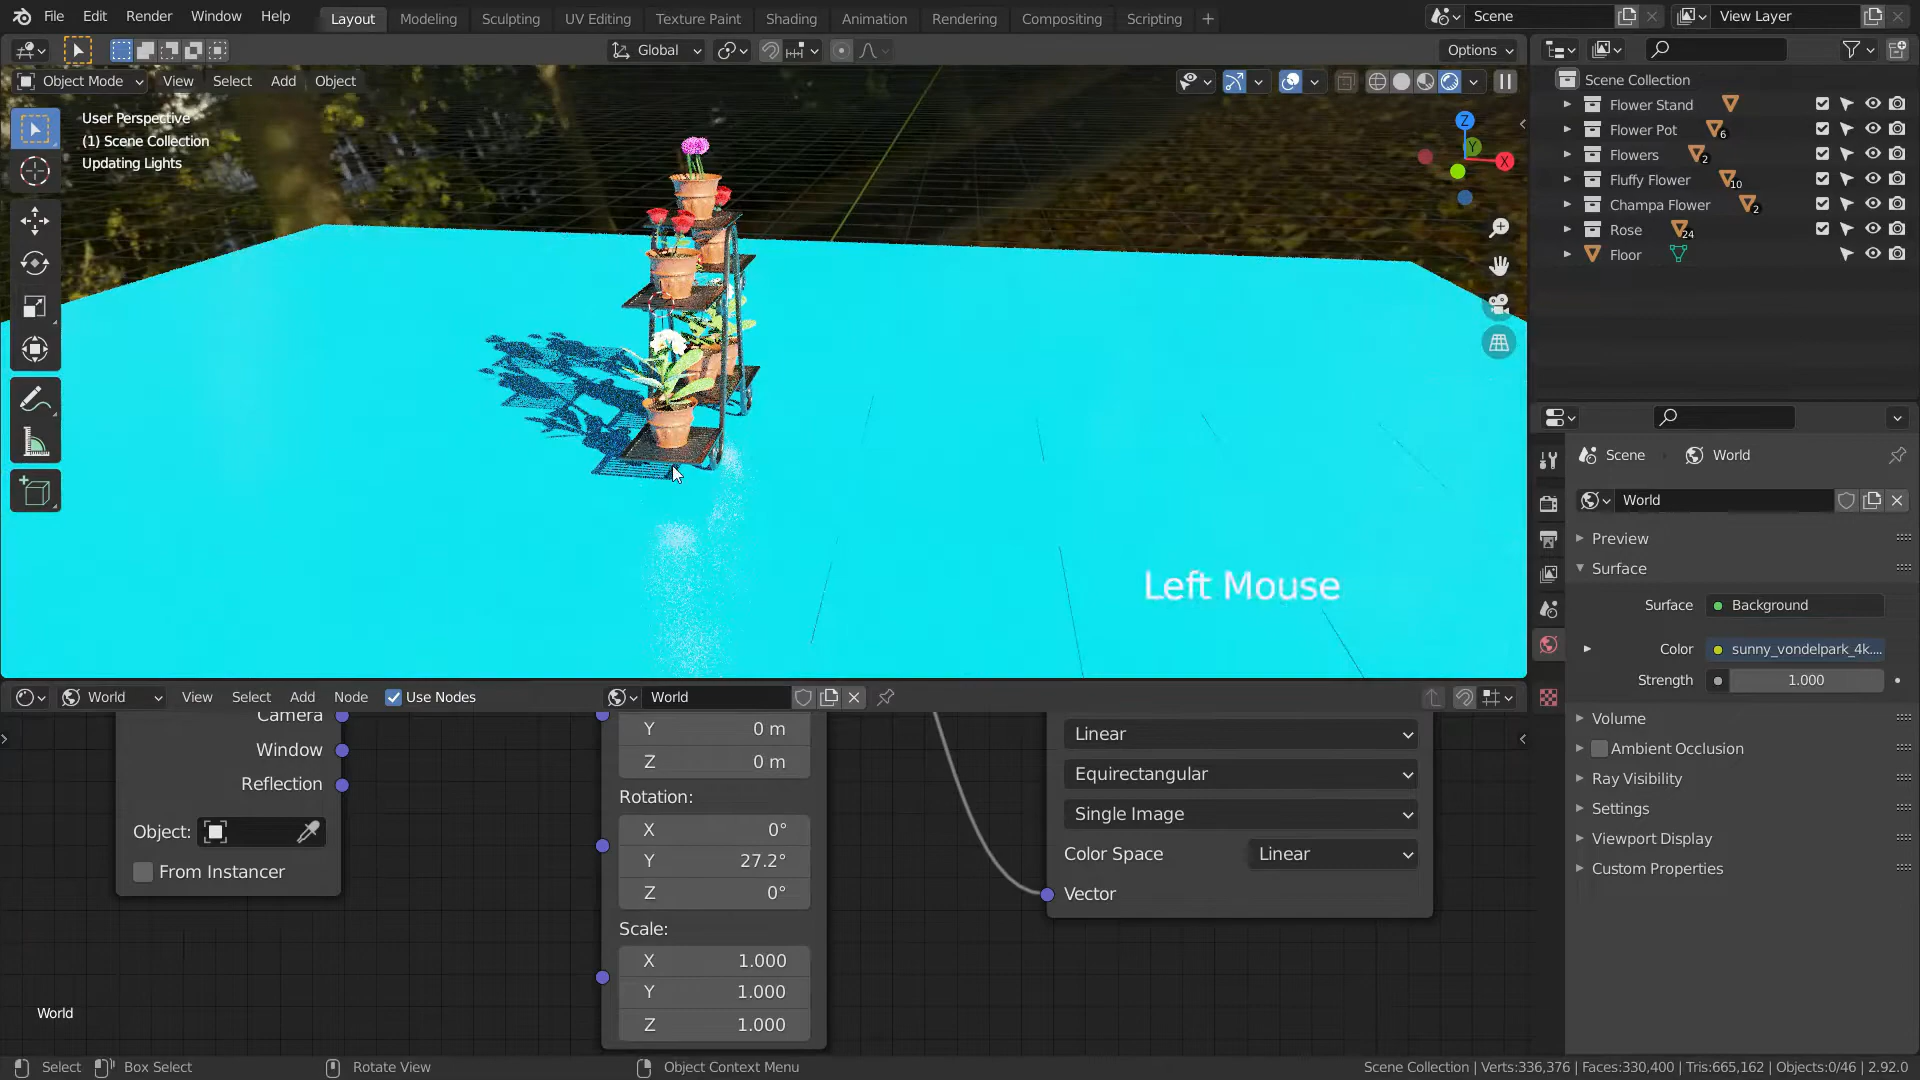 File Edit Render Window Help Layout Modeling Sculpting UV Editing Texture Paint Shading Animation Rendering Compositing Scripting + Scene View Layer
Global Options
Object Mode View Select Add Object
User Perspective
(1) Scene Collection
Updating Lights
Z
Y
X
Left Mouse
Scene Collection
Flower Stand
Flower Pot 6
Flowers 2
Fluffy Flower 10
Champa Flower 2
Rose 24
Floor
Scene World
World
Preview
Surface
Surface Background
Color sunny_vondelpark_4k....
Strength 1.000
Volume
Ambient Occlusion
Ray Visibility
Settings
Viewport Display
Custom Properties
World View Select Add Node Use Nodes World
Camera
Window
Reflection
Object:
From Instancer
Y 0 m
Z 0 m
Rotation:
X 0°
Y 27.2°
Z 0°
Scale:
X 1.000
Y 1.000
Z 1.000
Linear
Equirectangular
Single Image
Color Space Linear
Vector
World
Select Box Select Rotate View Object Context Menu Scene Collection | Verts:336,376 | Faces:330,400 | Tris:665,162 | Objects:0/46 | 2.92.0